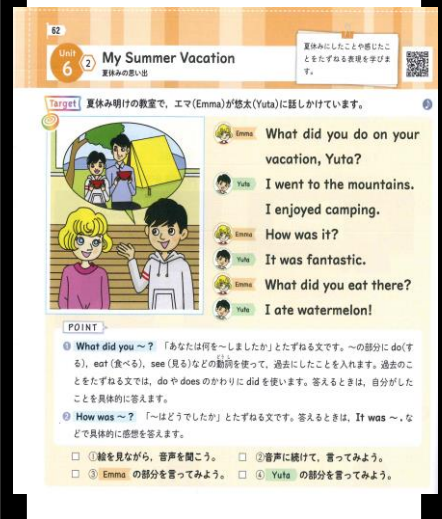 62
Unit
6
2
My Summer Vacation
夏休みの思い出
夏休みにしたことや感じたこ
とをたずねる表現を学びま
す。
Target 夏休み明けの教室で，エマ(Emma)が悠太(Yuta)に話しかけています。
Emma What did you do on your
vacation, Yuta?
Yuta I went to the mountains.
I enjoyed camping.
Emma How was it?
Yuta It was fantastic.
Emma What did you eat there?
Yuta I ate watermelon!
POINT
❶ What did you ～？ 「あなたは何を～しましたか」とたずねる文です。～の部分に do(す
る)，eat (食べる)，see (見る)などの動詞を使って，過去にしたことを入れます。過去のこ
とをたずねる文では，do や does のかわりに did を使います。答えるときは，自分がした
ことを具体的に答えます。
❷ How was ～？ 「～はどうでしたか」とたずねる文です。答えるときは，It was ～．な
どで具体的に感想を答えます。
□ ①絵を見ながら，音声を聞こう。 □ ②音声に続けて，言ってみよう。
□ ③ Emma の部分を言ってみよう。 □ ④ Yuta の部分を言ってみよう。